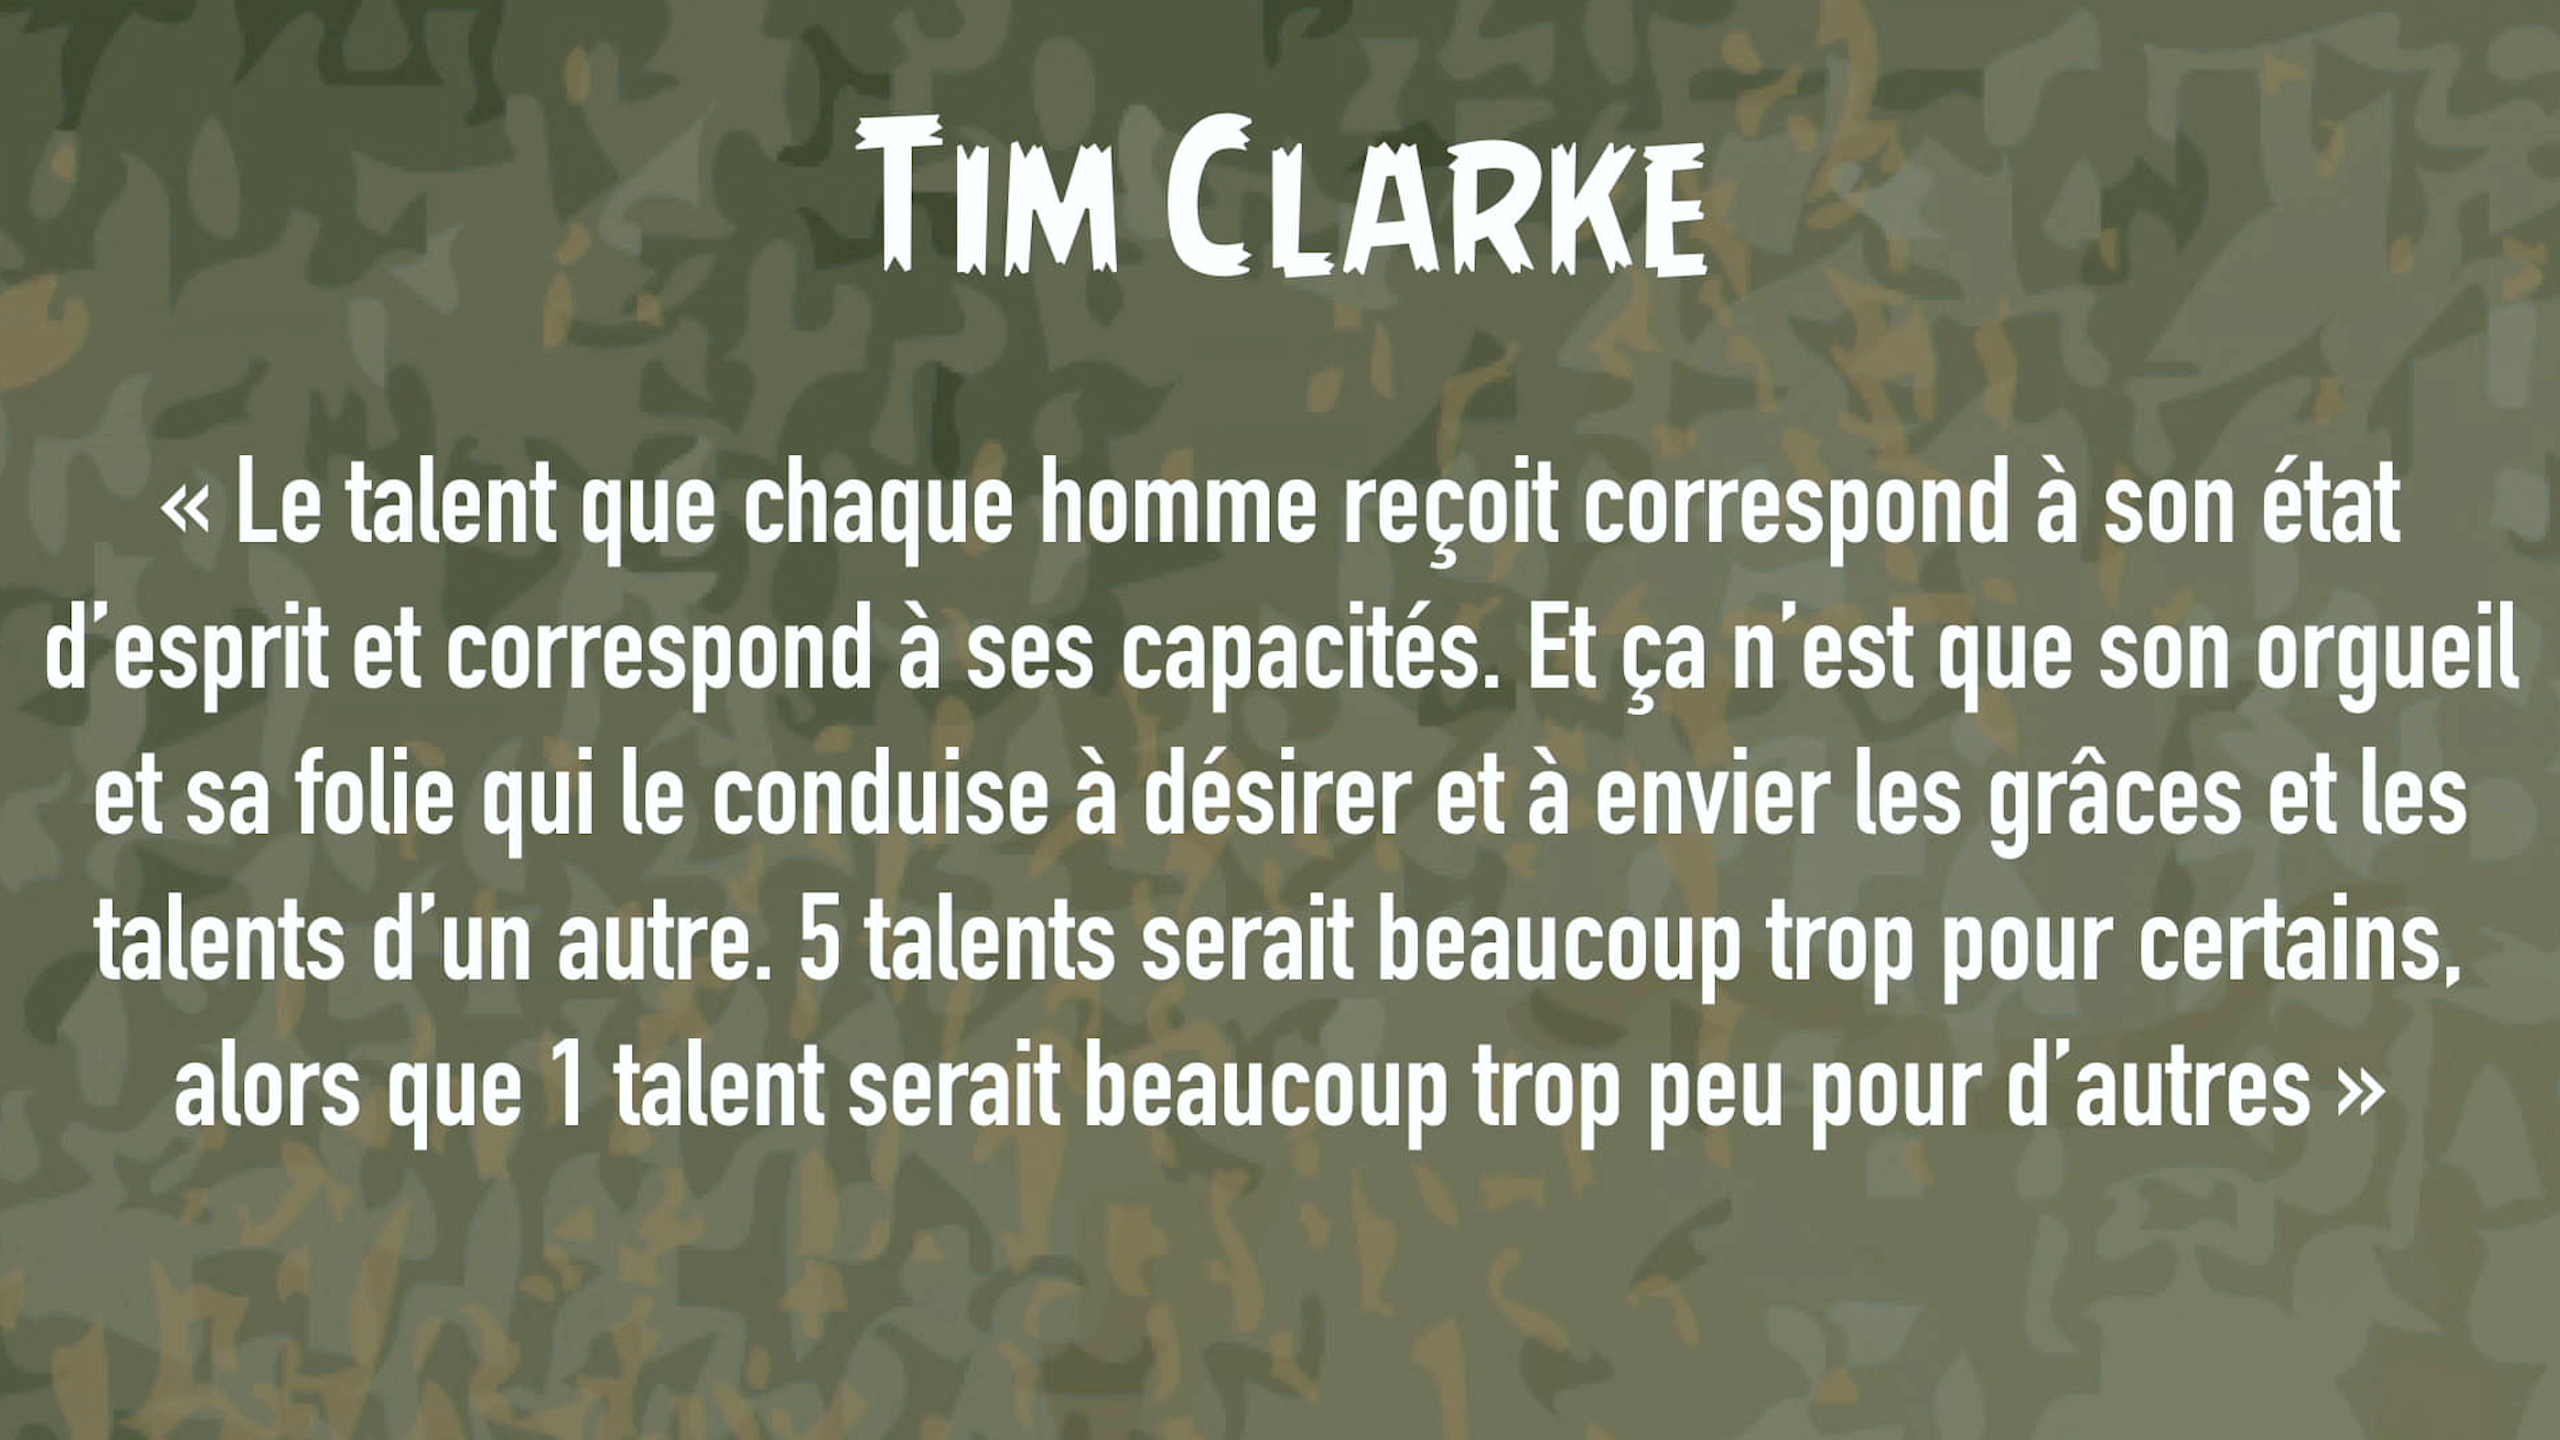 TIM CLARKE
« Le talent que chaque homme reçoit correspond à son état
d’esprit et correspond à ses capacités. Et ça n’est que son orgueil
et sa folie qui le conduise à désirer et à envier les grâces et les
talents d’un autre. 5 talents serait beaucoup trop pour certains,
alors que 1 talent serait beaucoup trop peu pour d’autres »